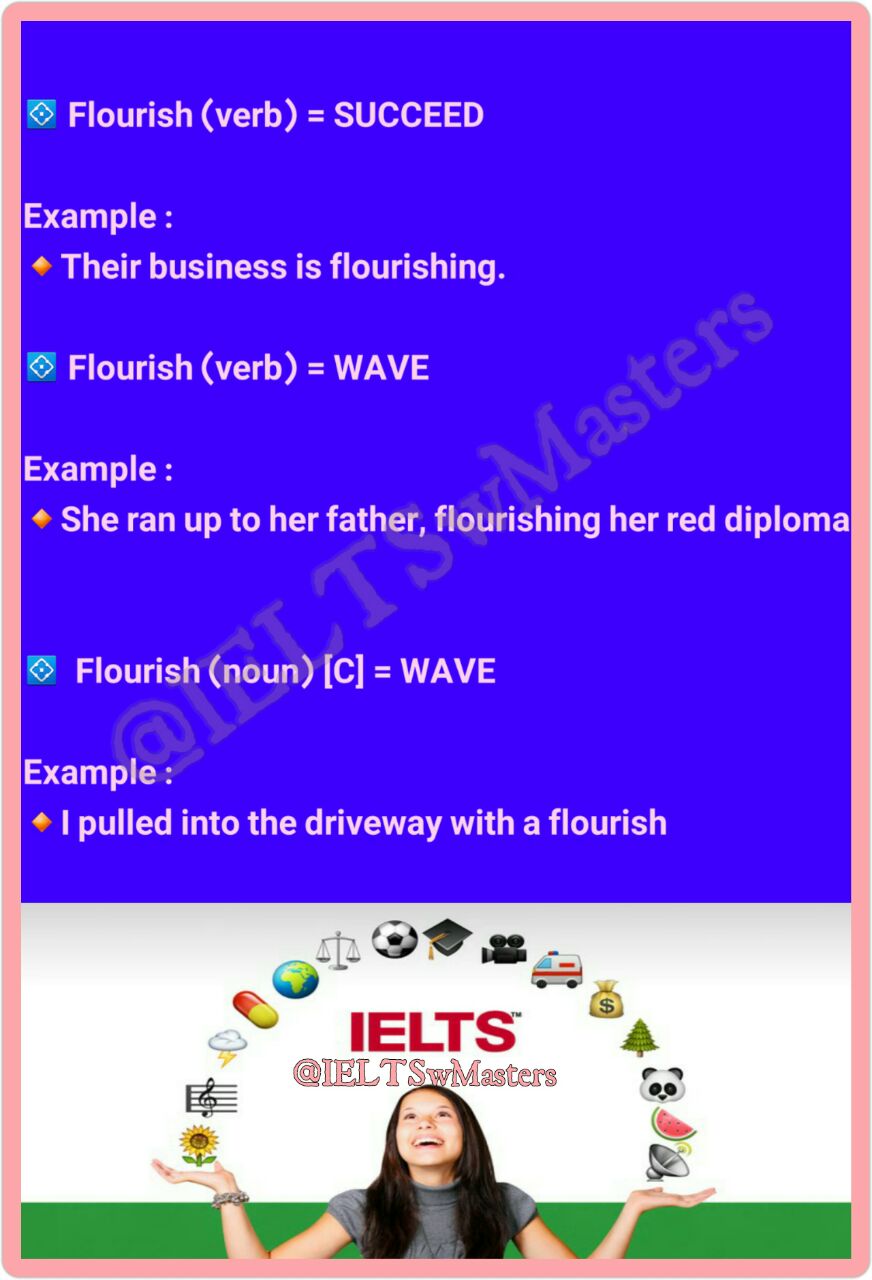 💠 Flourish (verb) = SUCCEED
Example :
🔸Their business is flourishing.
💠 Flourish (verb) = WAVE
Example :
🔸She ran up to her father, flourishing her red diploma
💠 Flourish (noun) [C] = WAVE
Example :
🔸I pulled into the driveway with a flourish
@IELTSwMasters
IELTS™
@IELTSwMasters